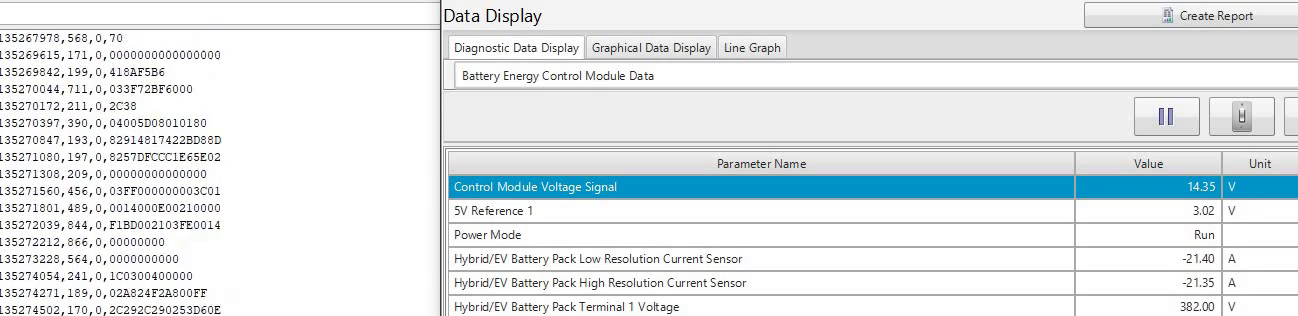 135267978,568,0,70
135269615,171,0,0000000000000000
135269842,199,0,418AF5B6
135270044,711,0,033F72BF6000
135270172,211,0,2C38
135270397,390,0,04005D08010180
135270847,193,0,82914817422BD88D
135271080,197,0,8257DFCCC1E65E02
135271308,209,0,00000000000000
135271560,456,0,03FF000000003C01
135271801,489,0,0014000E00210000
135272039,844,0,F1BD002103FE0014
135272212,866,0,00000000
135273228,564,0,0000000000
135274054,241,0,1C0300400000
135274271,189,0,02A824F2A800FF
135274502,170,0,2C292C290253D60E
Data Display
Create Report
Diagnostic Data Display Graphical Data Display Line Graph
Battery Energy Control Module Data
Parameter Name Value Unit
Control Module Voltage Signal 14.35 V
5V Reference 1 3.02 V
Power Mode Run
Hybrid/EV Battery Pack Low Resolution Current Sensor -21.40 A
Hybrid/EV Battery Pack High Resolution Current Sensor -21.35 A
Hybrid/EV Battery Pack Terminal 1 Voltage 382.00 V